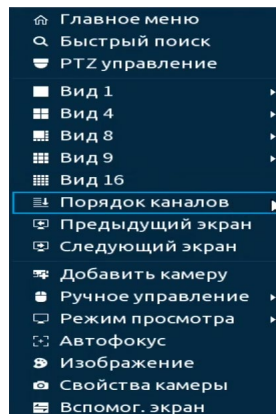 Главное меню
Быстрый поиск
PTZ управление
Вид 1
Вид 4
Вид 8
Вид 9
Вид 16
Порядок каналов
Предыдущий экран
Следующий экран
Добавить камеру
Ручное управление
Режим просмотра
Автофокус
Изображение
Свойства камеры
Вспомог. экран